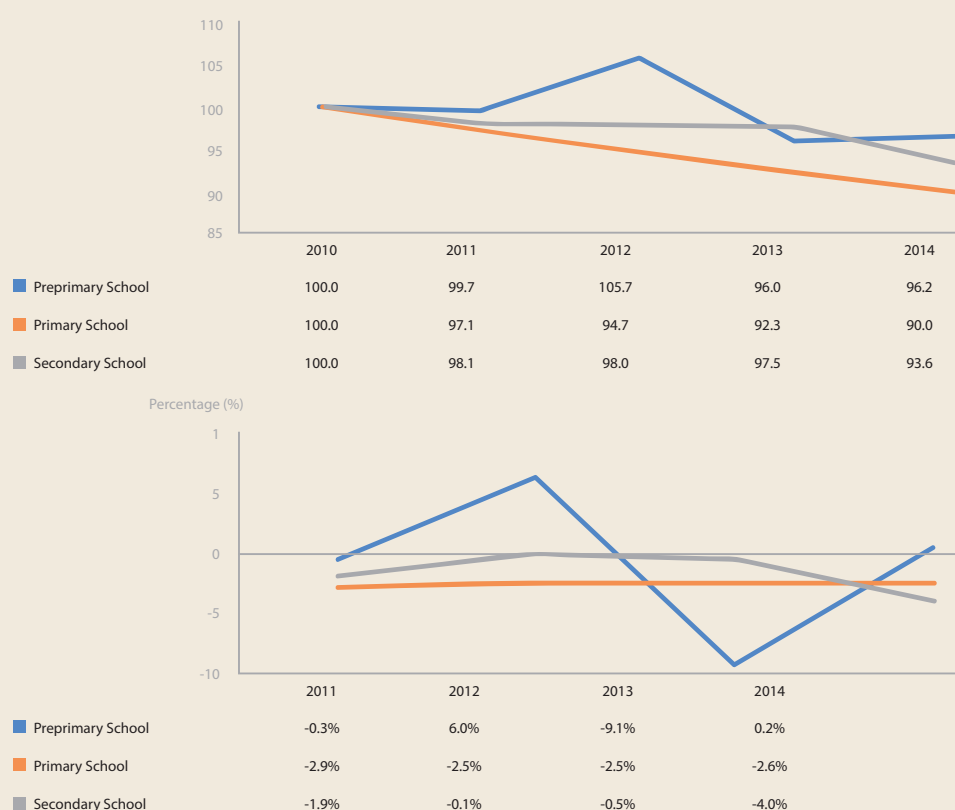 110
105
100
95
90
85
2010 2011 2012 2013 2014
Preprimary School 100.0 99.7 105.7 96.0 96.2
Primary School 100.0 97.1 94.7 92.3 90.0
Secondary School 100.0 98.1 98.0 97.5 93.6
Percentage (%)
1
5
0
-5
-10
2011 2012 2013 2014
Preprimary School -0.3% 6.0% -9.1% 0.2%
Primary School -2.9% -2.5% -2.5% -2.6%
Secondary School -1.9% -0.1% -0.5% -4.0%